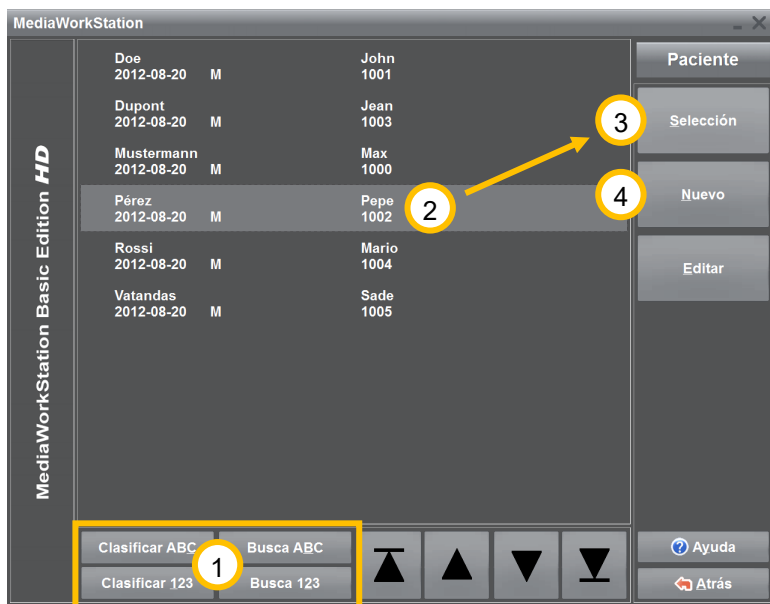 MediaWorkStation
MediaWorkStation Basic Edition HD
Doe John
2012-08-20 M 1001
Dupont Jean
2012-08-20 M 1003
Mustermann Max
2012-08-20 M 1000
Pérez Pepe
2012-08-20 M 1002
Rossi Mario
2012-08-20 M 1004
Vatandas Sade
2012-08-20 M 1005
2
Paciente
3 Selección
4 Nuevo
Editar
Clasificar ABC Busca ABC
1
Clasificar 123 Busca 123
Ayuda
Atrás